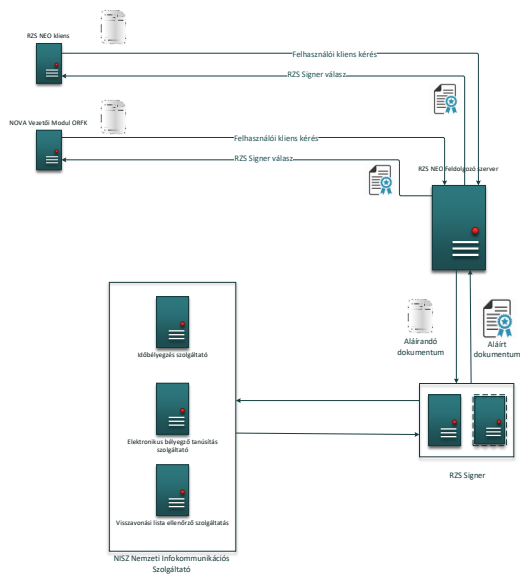 RZS NEO kliens
Felhasználói kliens kérés
RZS Signer válasz
NOVA Vezetői Modul ORFK
Felhasználói kliens kérés
RZS Signer válasz
RZS NEO Feldolgozó szerver
Aláírandó
dokumentum
Aláírt
dokumentum
Időbélyegzés szolgáltató
Elektronikus bélyegző tanúsítás
szolgáltató
Visszavonási lista ellenőrző szolgáltatás
RZS Signer
NISZ Nemzeti Infokommunikációs
Szolgáltató